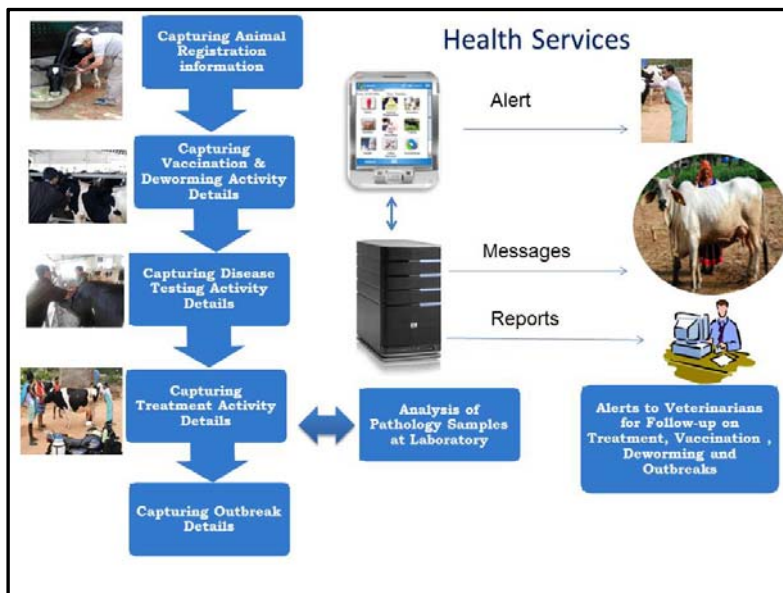 Capturing Animal
Registration
information
Health Services
Alert
Capturing
Vaccination &
Deworming Activity
Details
Messages
Capturing Disease
Testing Activity
Details
Reports
Capturing
Treatment Activity
Details
Analysis of
Pathology Samples
at Laboratory
Alerts to Veterinarians
for Follow-up on
Treatment, Vaccination ,
Deworming and
Outbreaks
Capturing Outbreak
Details